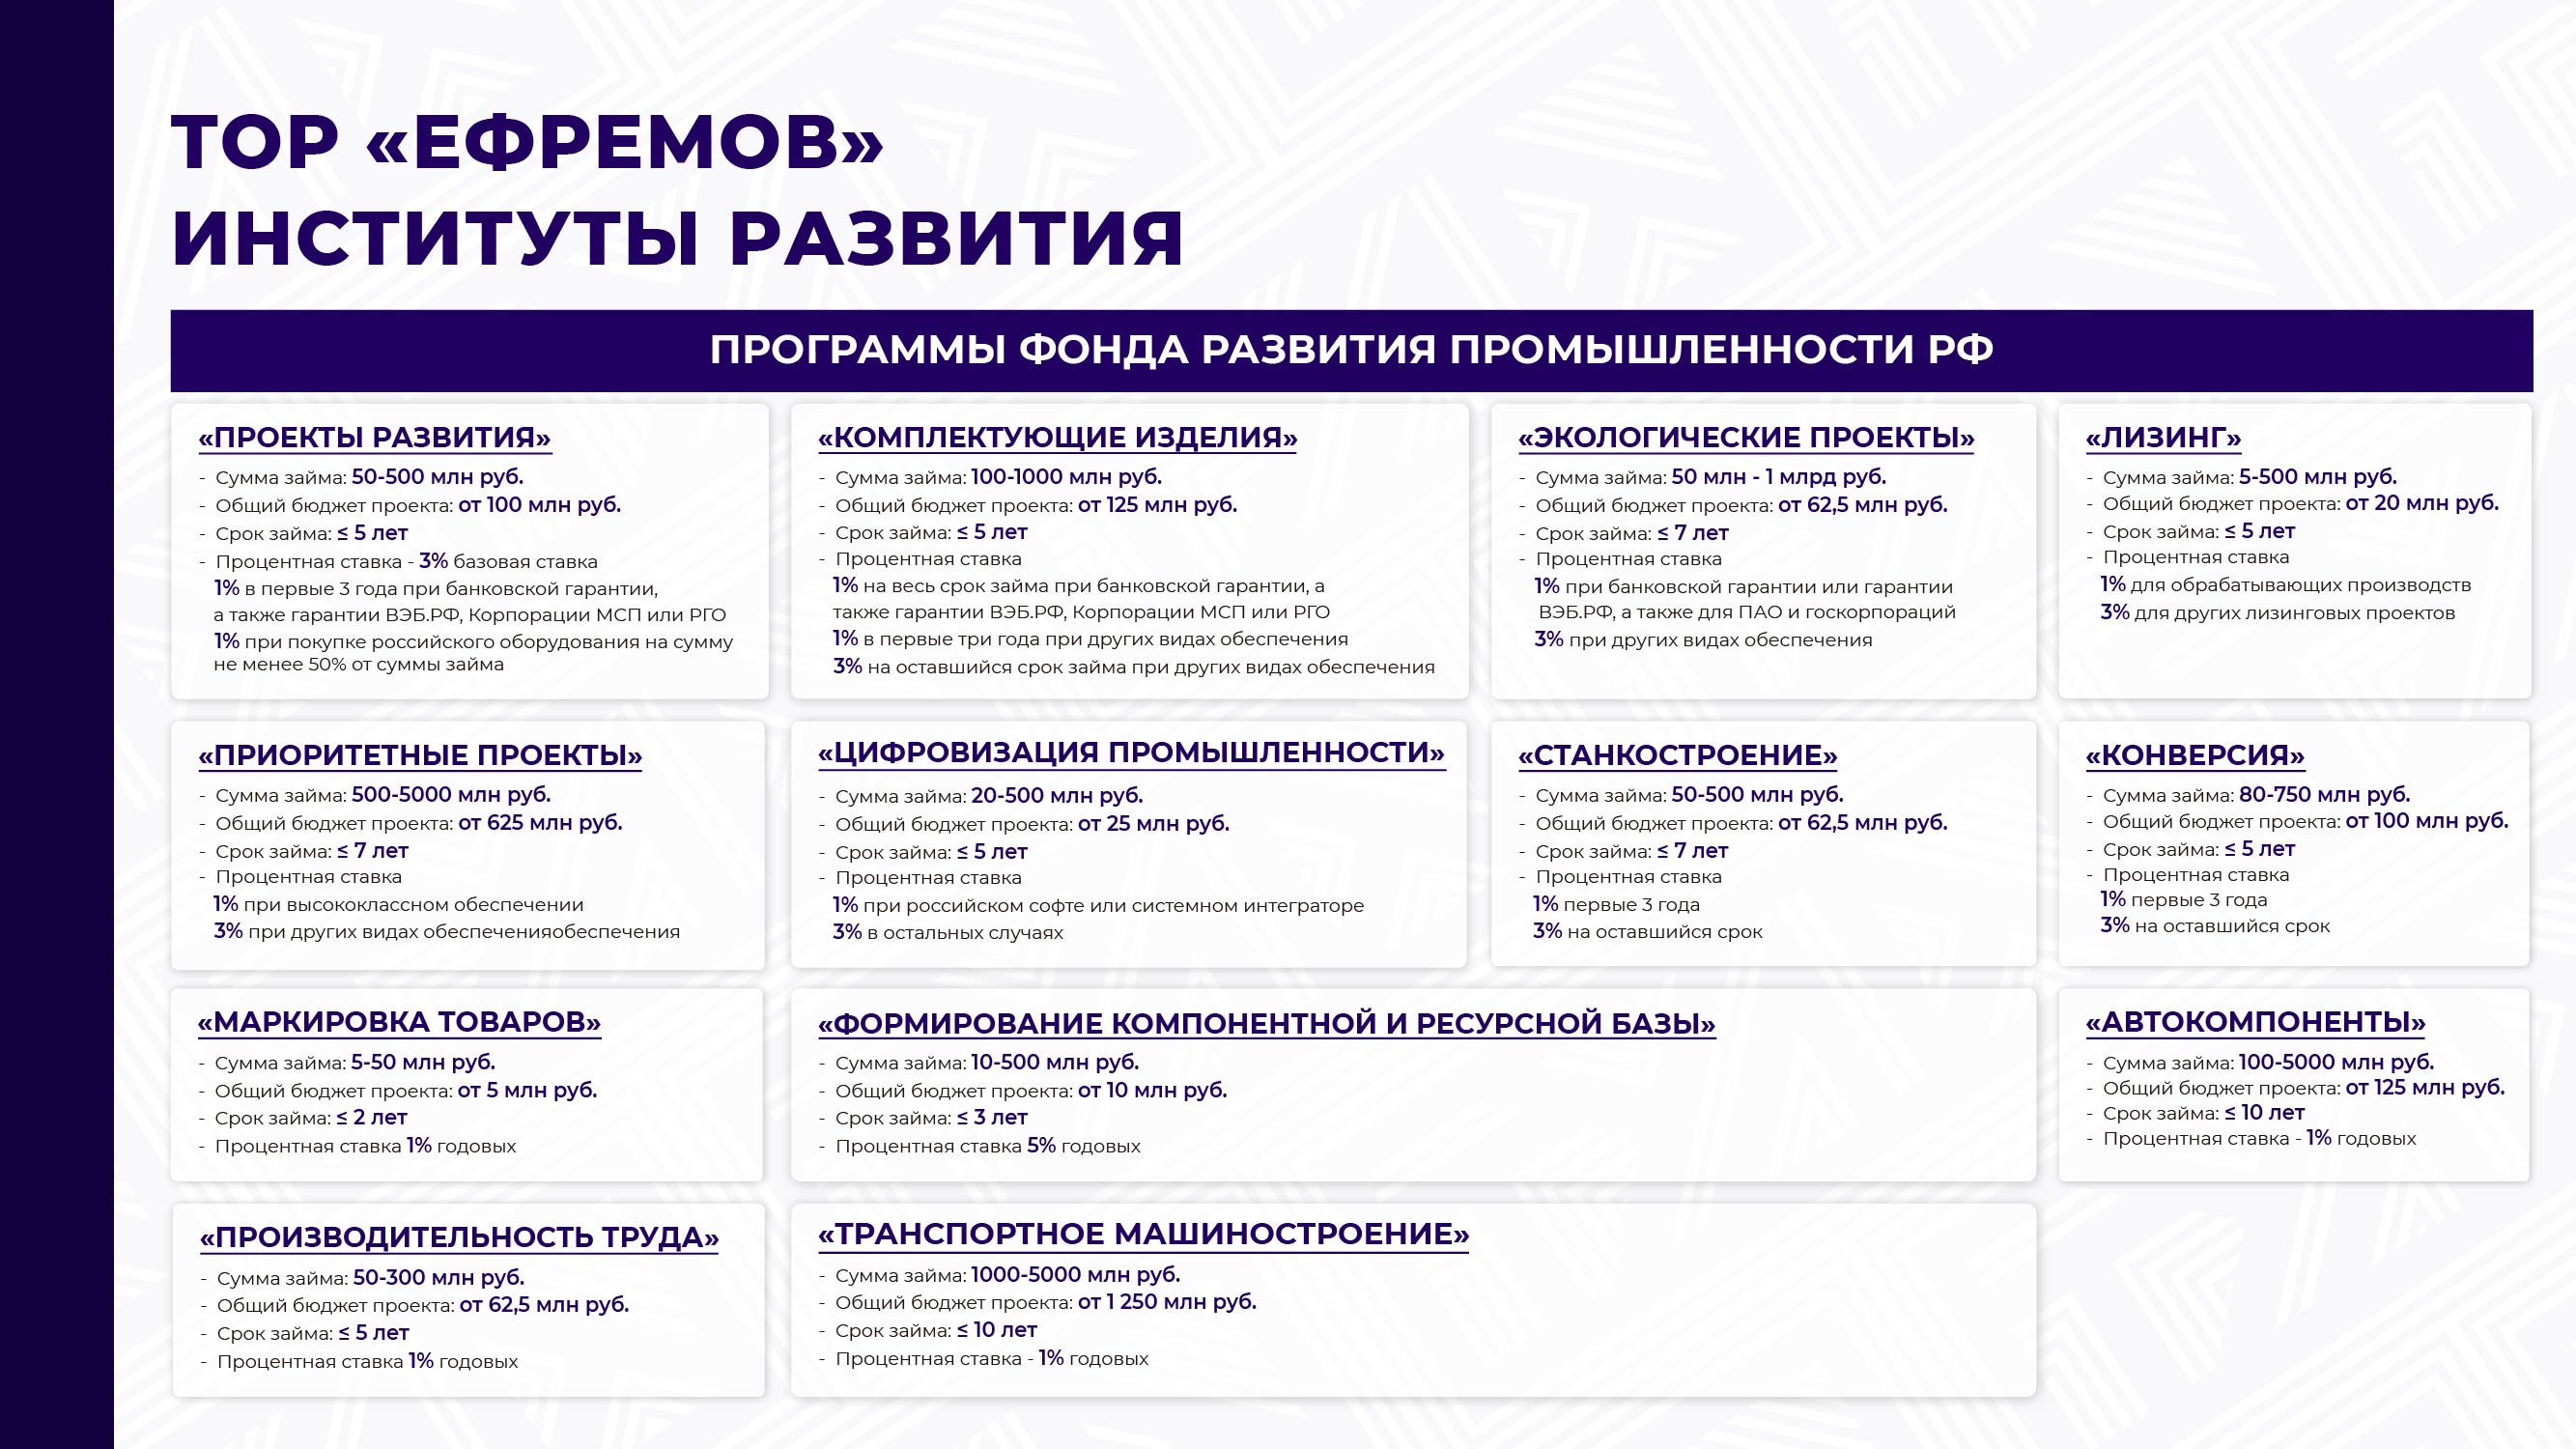 ТОР «ЕФРЕМОВ»
ИНСТИТУТЫ РАЗВИТИЯ
ПРОГРАММЫ ФОНДА РАЗВИТИЯ ПРОМЫШЛЕННОСТИ РФ
«ПРОЕКТЫ РАЗВИТИЯ»
- Сумма займа: 50-500 млн руб.
- Общий бюджет проекта: от 100 млн руб.
- Срок займа: ≤ 5 лет
- Процентная ставка - 3% базовая ставка
1% в первые 3 года при банковской гарантии,
а также гарантии ВЭБ.РФ, Корпорации МСП или РГО
1% при покупке российского оборудования на сумму
не менее 50% от суммы займа
«КОМПЛЕКТУЮЩИЕ ИЗДЕЛИЯ»
- Сумма займа: 100-1000 млн руб.
- Общий бюджет проекта: от 125 млн руб.
- Срок займа: ≤ 5 лет
- Процентная ставка
1% на весь срок займа при банковской гарантии, а
также гарантии ВЭБ.РФ, Корпорации МСП или РГО
1% в первые три года при других видах обеспечения
3% на оставшийся срок займа при других видах обеспечения
«ЭКОЛОГИЧЕСКИЕ ПРОЕКТЫ»
- Сумма займа: 50 млн - 1 млрд руб.
- Общий бюджет проекта: от 62,5 млн руб.
- Срок займа: ≤ 7 лет
- Процентная ставка
1% при банковской гарантии или гарантии
ВЭБ.РФ, а также для ПАО и госкорпораций
3% при других видах обеспечения
«ЛИЗИНГ»
- Сумма займа: 5-500 млн руб.
- Общий бюджет проекта: от 20 млн руб.
- Срок займа: ≤ 5 лет
- Процентная ставка
1% для обрабатывающих производств
3% для других лизинговых проектов
«ПРИОРИТЕТНЫЕ ПРОЕКТЫ»
- Сумма займа: 500-5000 млн руб.
- Общий бюджет проекта: от 625 млн руб.
- Срок займа: ≤ 7 лет
- Процентная ставка
1% при высококлассном обеспечении
3% при других видах обеспеченияобеспечения
«ЦИФРОВИЗАЦИЯ ПРОМЫШЛЕННОСТИ»
- Сумма займа: 20-500 млн руб.
- Общий бюджет проекта: от 25 млн руб.
- Срок займа: ≤ 5 лет
- Процентная ставка
1% при российском софте или системном интеграторе
3% в остальных случаях
«СТАНКОСТРОЕНИЕ»
- Сумма займа: 50-500 млн руб.
- Общий бюджет проекта: от 62,5 млн руб.
- Срок займа: ≤ 7 лет
- Процентная ставка
1% первые 3 года
3% на оставшийся срок
«КОНВЕРСИЯ»
- Сумма займа: 80-750 млн руб.
- Общий бюджет проекта: от 100 млн руб.
- Срок займа: ≤ 5 лет
- Процентная ставка
1% первые 3 года
3% на оставшийся срок
«МАРКИРОВКА ТОВАРОВ»
- Сумма займа: 5-50 млн руб.
- Общий бюджет проекта: от 5 млн руб.
- Срок займа: ≤ 2 лет
- Процентная ставка 1% годовых
«ФОРМИРОВАНИЕ КОМПОНЕНТНОЙ И РЕСУРСНОЙ БАЗЫ»
- Сумма займа: 10-500 млн руб.
- Общий бюджет проекта: от 10 млн руб.
- Срок займа: ≤ 3 лет
- Процентная ставка 5% годовых
«АВТОКОМПОНЕНТЫ»
- Сумма займа: 100-5000 млн руб.
- Общий бюджет проекта: от 125 млн руб.
- Срок займа: ≤ 10 лет
- Процентная ставка - 1% годовых
«ПРОИЗВОДИТЕЛЬНОСТЬ ТРУДА»
- Сумма займа: 50-300 млн руб.
- Общий бюджет проекта: от 62,5 млн руб.
- Срок займа: ≤ 5 лет
- Процентная ставка 1% годовых
«ТРАНСПОРТНОЕ МАШИНОСТРОЕНИЕ»
- Сумма займа: 1000-5000 млн руб.
- Общий бюджет проекта: от 1 250 млн руб.
- Срок займа: ≤ 10 лет
- Процентная ставка - 1% годовых